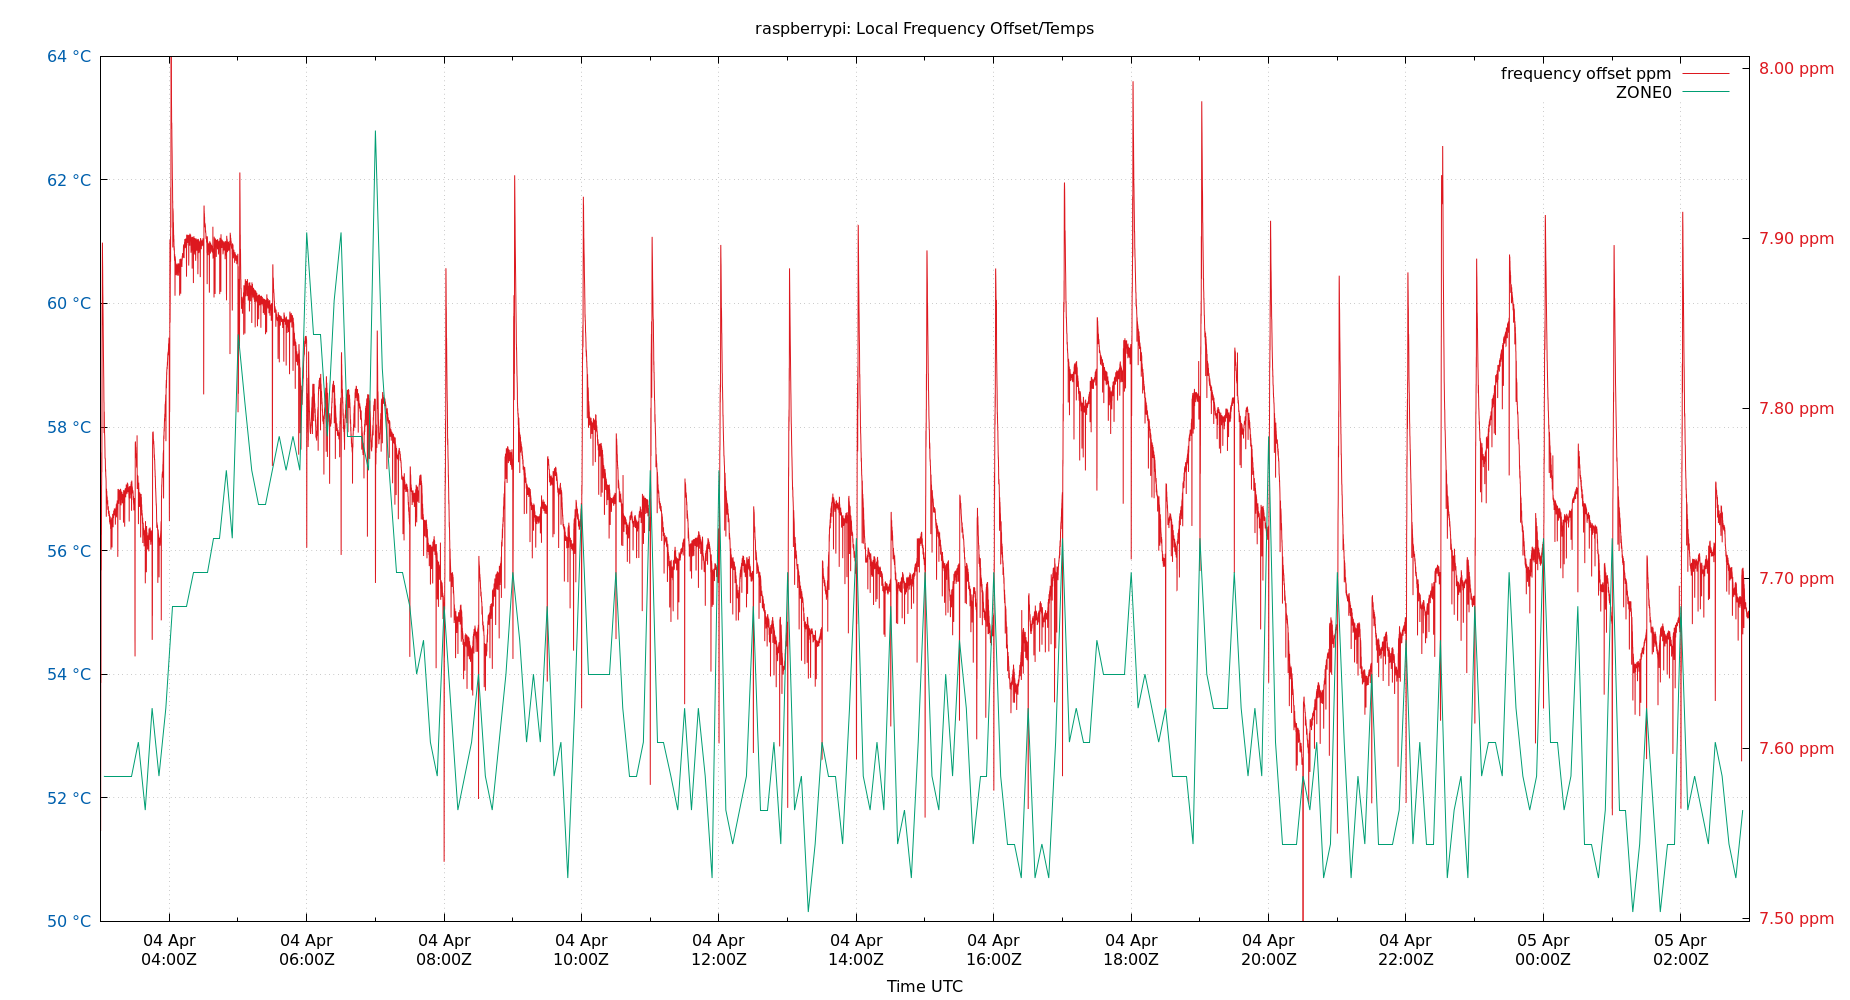 raspberrypi: Local Frequency Offset/Temps
64 °C
62 °C
60 °C
58 °C
56 °C
54 °C
52 °C
50 °C
8.00 ppm
7.90 ppm
7.80 ppm
7.70 ppm
7.60 ppm
7.50 ppm
frequency offset ppm
ZONE0
04 Apr
04:00Z
04 Apr
06:00Z
04 Apr
08:00Z
04 Apr
10:00Z
04 Apr
12:00Z
04 Apr
14:00Z
04 Apr
16:00Z
04 Apr
18:00Z
04 Apr
20:00Z
04 Apr
22:00Z
05 Apr
00:00Z
05 Apr
02:00Z
Time UTC